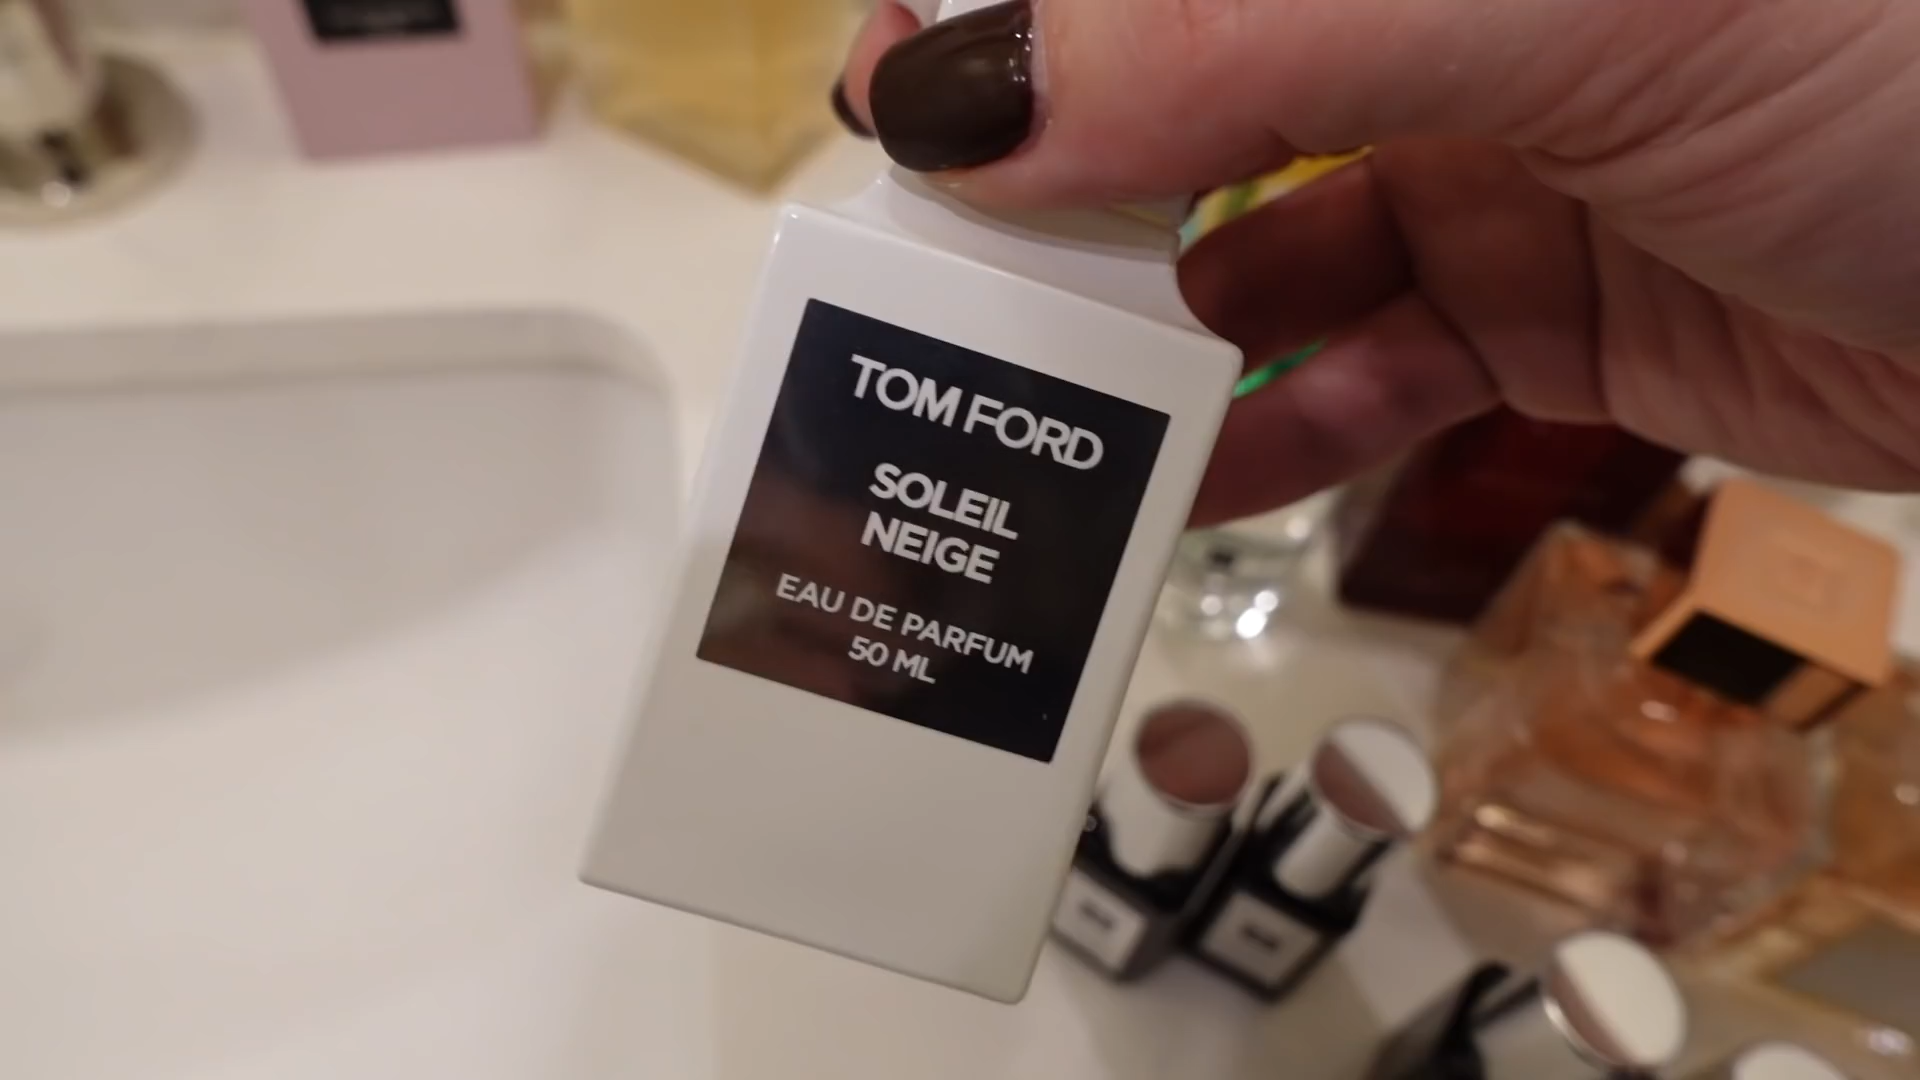 TOM FORD
SOLEIL
NEIGE
EAU DE PARFUM
50 ML